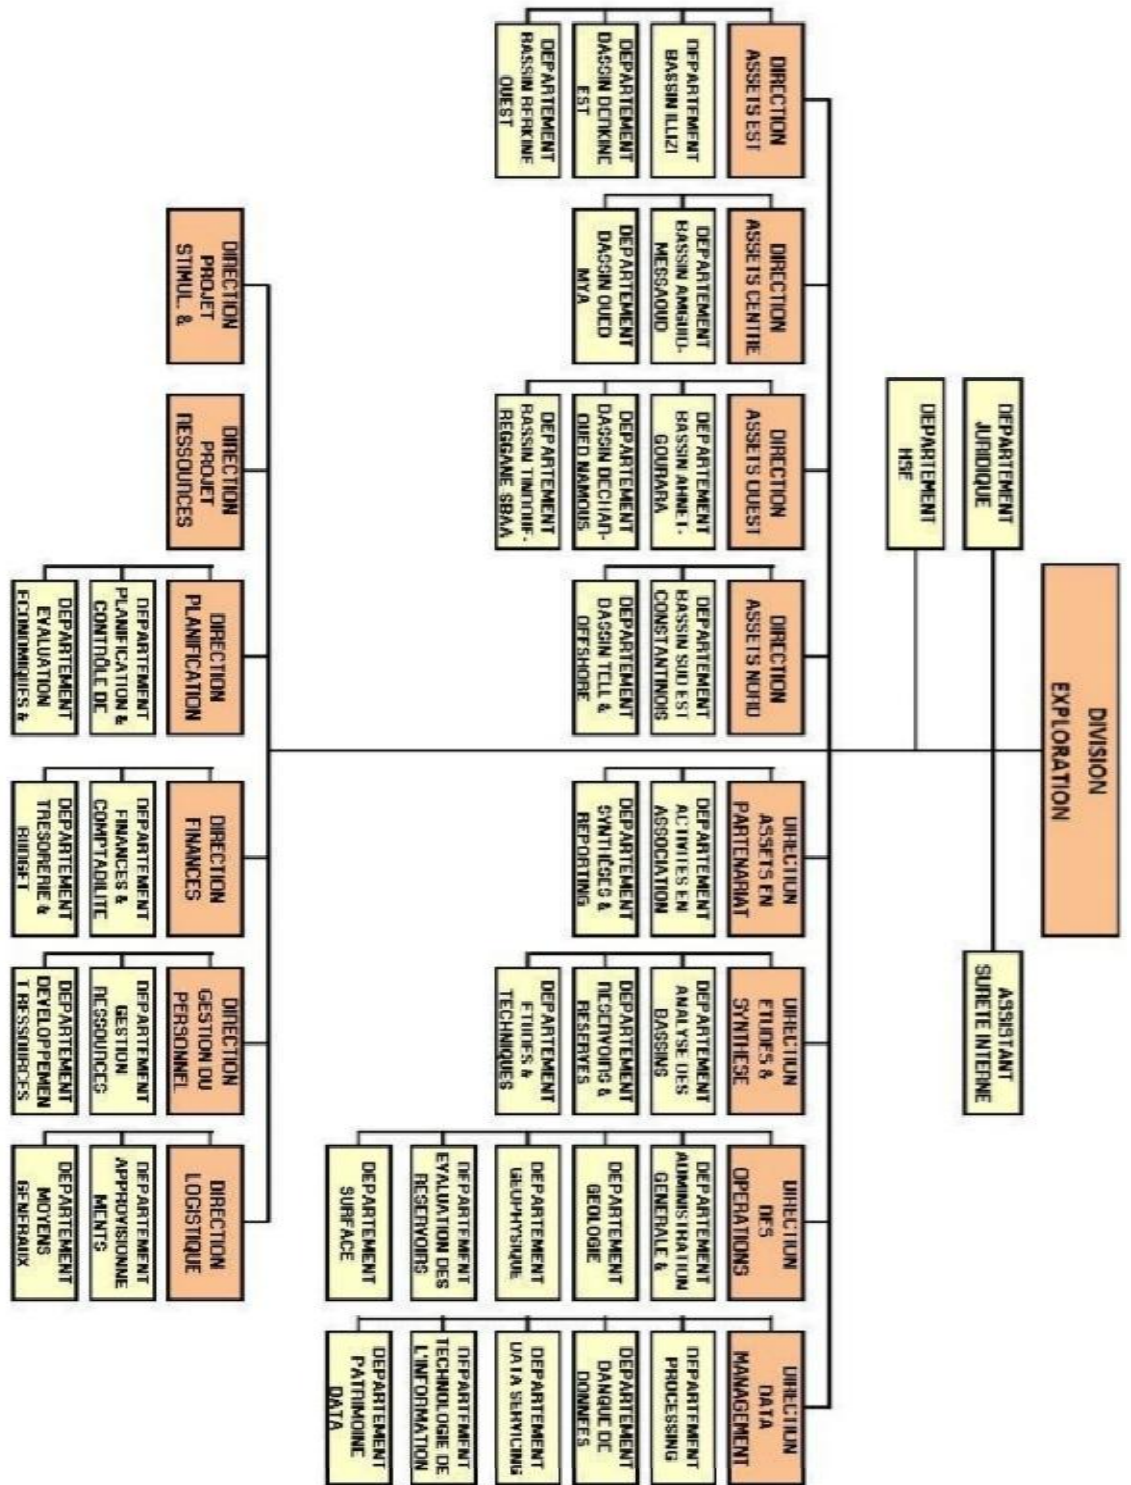 DIVISION
EXPLORATION
DEPARTEMENT
JURIDIQUE
ASSISTANT
SURETE INTERNE
DEPARTEMENT
HSE
DIRECTION
ASSETS EST
DEPARTEMENT
BASSIN ILLIZI
DEPARTEMENT
BASSIN BERKINE
EST
DEPARTEMENT
BASSIN BERKINE
OUEST
DIRECTION
ASSETS CENTRE
DEPARTEMENT
BASSIN AMGUID-
MESSAOUD
DEPARTEMENT
BASSIN OUED
MYA
DIRECTION
ASSETS OUEST
DEPARTEMENT
BASSIN AHNET-
GOURARA
DEPARTEMENT
BASSIN BECHAR-
OUED NAMOUS
DEPARTEMENT
BASSIN TINDOUF-
REGGANE SBAA
DIRECTION
ASSETS NORD
DEPARTEMENT
BASSIN SUD EST
CONSTANTINOIS
DEPARTEMENT
BASSIN TELL &
OFFSHORE
DIRECTION
ASSETS EN
PARTENARIAT
DEPARTEMENT
ACTIVITES EN
ASSOCIATION
DEPARTEMENT
SYNTHÈSES &
REPORTING
DIRECTION
ETUDES &
SYNTHESE
DEPARTEMENT
ANALYSE DES
BASSINS
DEPARTEMENT
RESERVOIRS &
RESERVES
DEPARTEMENT
ETUDES &
TECHNIQUES
DIRECTION
DES
OPERATIONS
DEPARTEMENT
ADMINISTRATION
GENERALE &
DEPARTEMENT
GEOLOGIE
DEPARTEMENT
GEOPHYSIQUE
DEPARTEMENT
EVALUATION DES
RESERVOIRS
DEPARTEMENT
SURFACE
DIRECTION
DATA
MANAGEMENT
DEPARTEMENT
PROCESSING
DEPARTEMENT
BANQUE DE
DONNEES
DEPARTEMENT
DATA SERVICING
DEPARTEMENT
TECHNOLOGIE DE
L'INFORMATION
DEPARTEMENT
PATRIMOINE
DATA
DIRECTION
PROJET
STIMUL. &
DIRECTION
PROJET
RESSOURCES
DIRECTION
PLANIFICATION
DEPARTEMENT
PLANIFICATION &
CONTRÔLE DE
DEPARTEMENT
EVALUATION
ECONOMIQUES &
DIRECTION
FINANCES
DEPARTEMENT
FINANCES &
COMPTABILITE
DEPARTEMENT
TRESORERIE &
BUDGET
DIRECTION
GESTION DU
PERSONNEL
DEPARTEMENT
GESTION
RESSOURCES
DEPARTEMENT
DEVELOPPEMEN
T RESSOURCES
DIRECTION
LOGISTIQUE
DEPARTEMENT
APPROVISIONNE
MENTS
DEPARTEMENT
MOYENS
GENERAUX